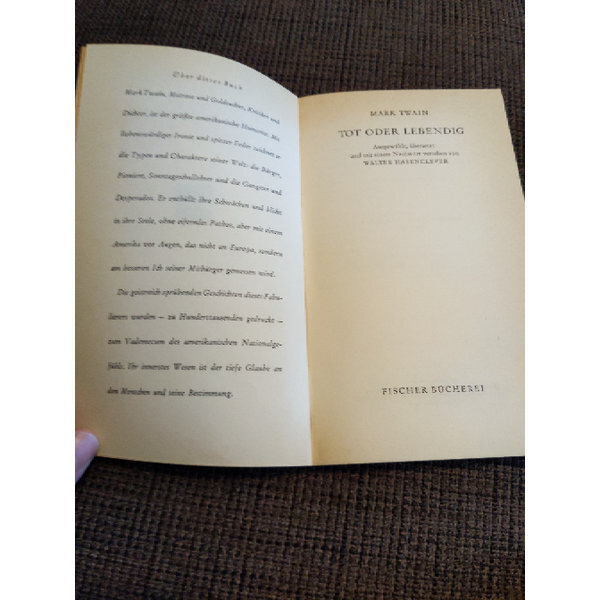 Über dieses Buch
Mark Twain, Matrose und Goldsucher, Kritiker und
Dichter, ist der größte amerikanische Humorist. Mit
liebenswürdiger Ironie und spitzer Feder zeichnet er
die Typen und Charaktere seiner Welt: die Bürger,
Pioniere, Sonntagsschullehrer und die Gangster und
Desperados. Er enthüllt ihre Schwächen und blickt
in ihre Seele, ohne eiferndes Pathos, aber mit einem
Amerika vor Augen, das nicht an Europa, sondern
am besseren Ich seiner Mitbürger gemessen wird.
Die geistreich sprühenden Geschichten dieses Fabu-
lierers wurden – zu Hunderttausenden gedruckt –
zum Vademecum des amerikanischen Nationalge-
fühls. Ihr innerstes Wesen ist der tiefe Glaube an
den Menschen und seine Bestimmung.
MARK TWAIN
TOT ODER LEBENDIG
Ausgewählt, übersetzt
und mit einem Nachwort versehen von
WALTER HASENCLEVER
FISCHER BÜCHEREI